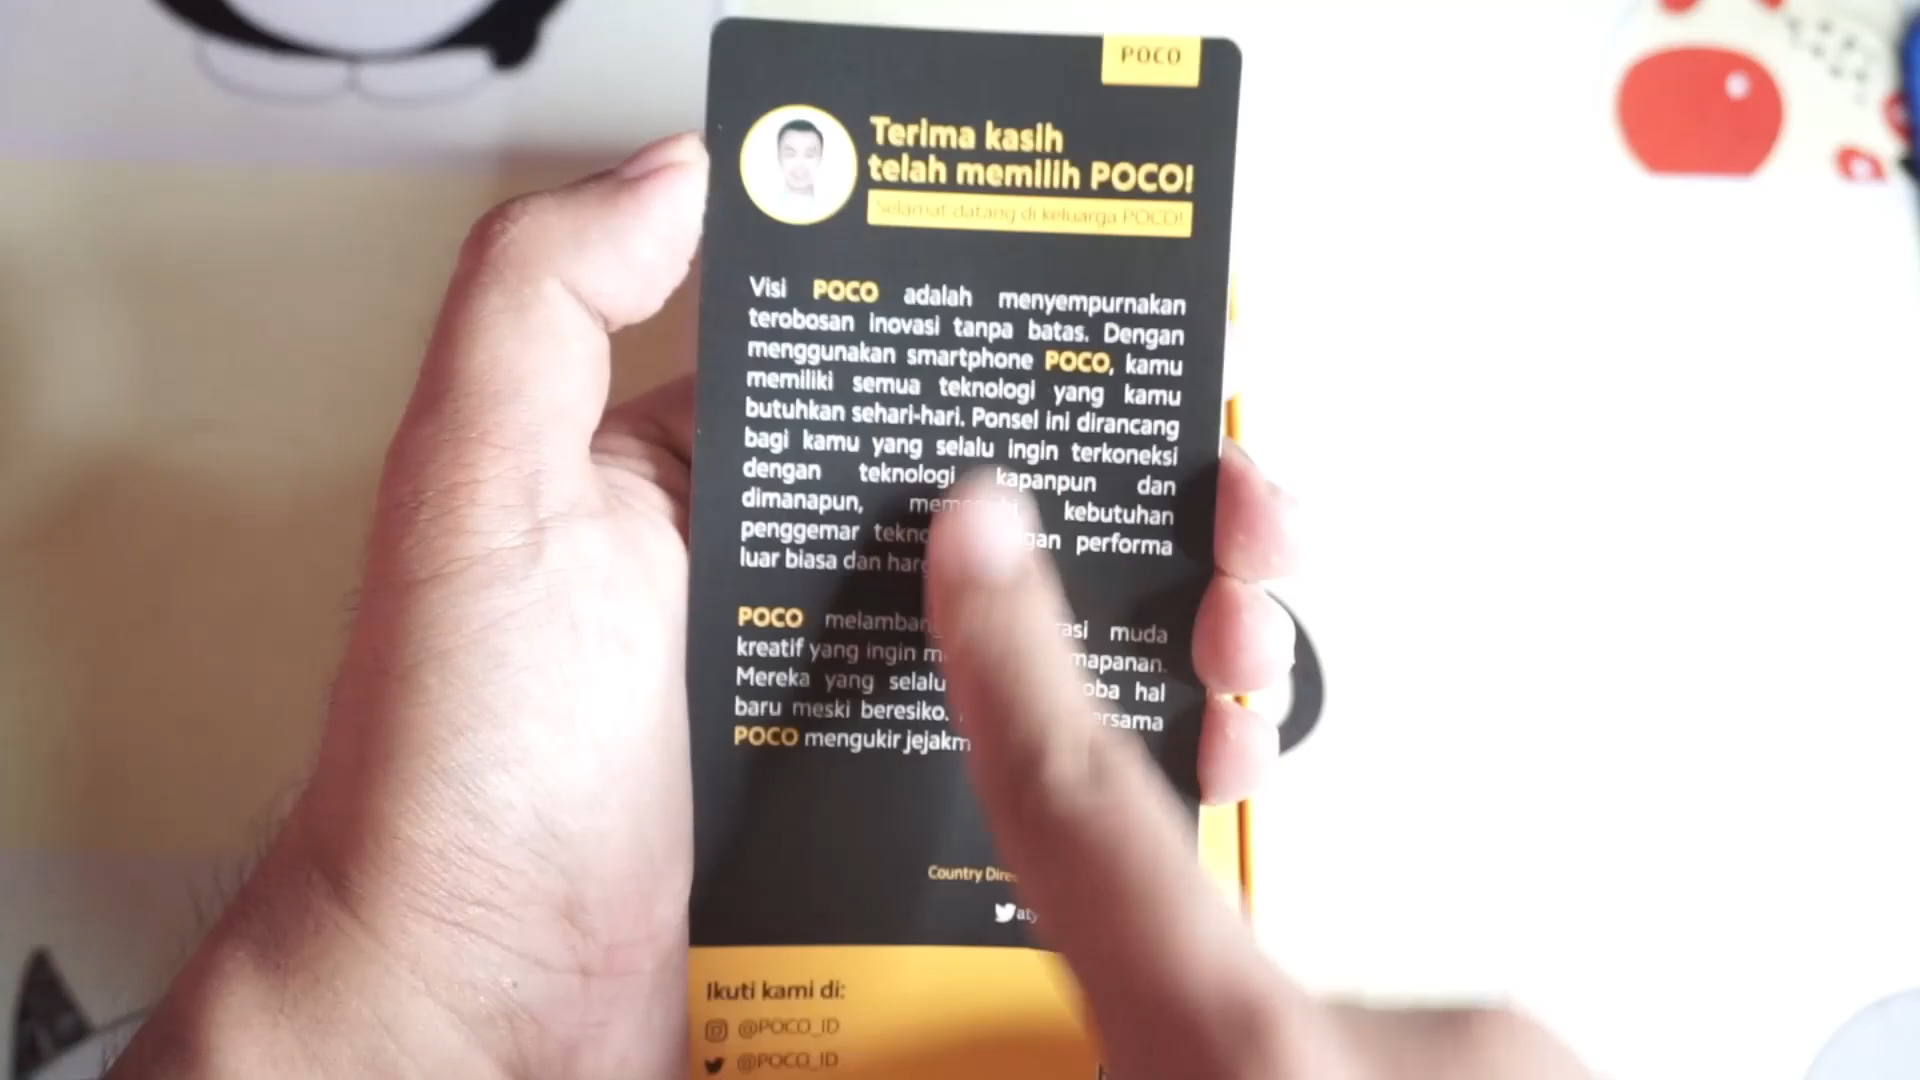 POCO
Terima kasih
telah memilih POCO!
Selamat datang di keluarga POCO!
Visi POCO adalah menyempurnakan
terobosan inovasi tanpa batas. Dengan
menggunakan smartphone POCO, kamu
memiliki semua teknologi yang kamu
butuhkan sehari-hari. Ponsel ini dirancang
bagi kamu yang selalu ingin terkoneksi
dengan teknologi kapanpun dan
dimanapun, kebutuhan
penggemar performa
luar biasa dan
POCO muda
kreatif yang ingin
Mereka yang selalu hal
baru meski beresiko.
POCO mengukir
Country
Ikuti kami di:
@POCO_ID
@POCO_ID